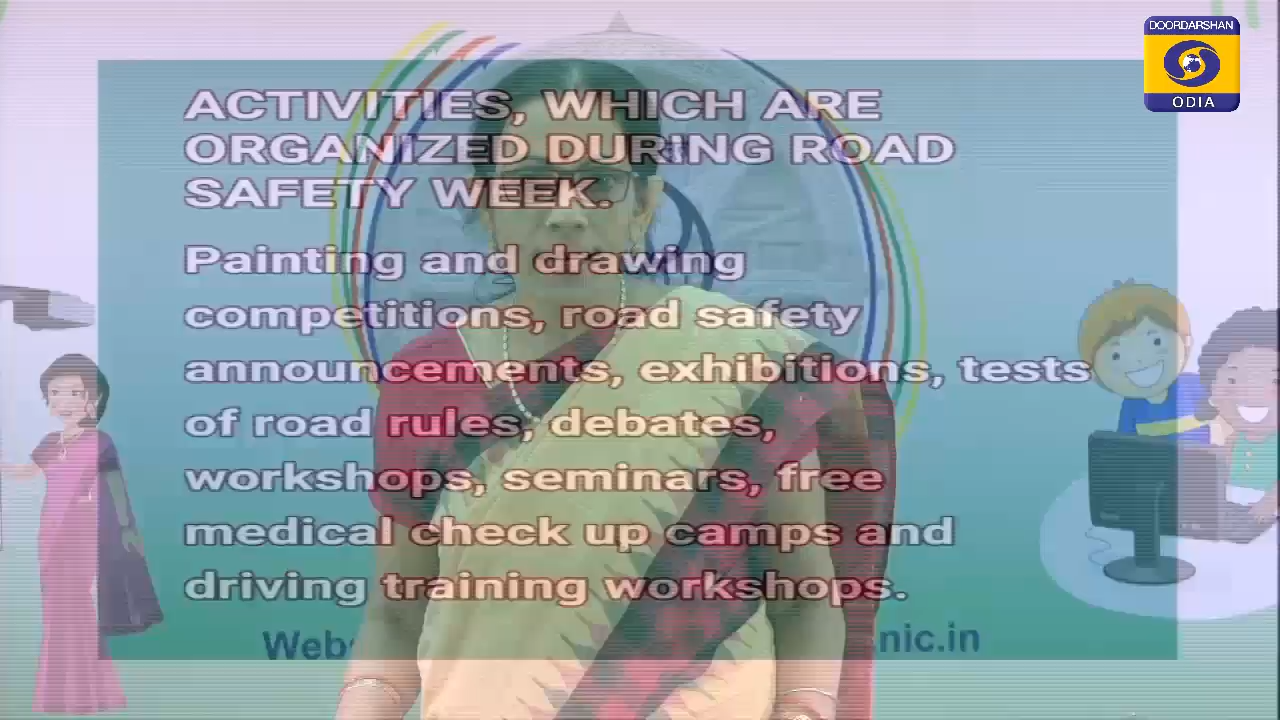 DOORDARSHAN
ODIA
ACTIVITIES, WHICH ARE
ORGANIZED DURING ROAD
SAFETY WEEK.
Painting and drawing
competitions, road safety
announcements, exhibitions, tests
of road rules, debates,
workshops, seminars, free
medical check up camps and
driving training workshops.
.nic.in